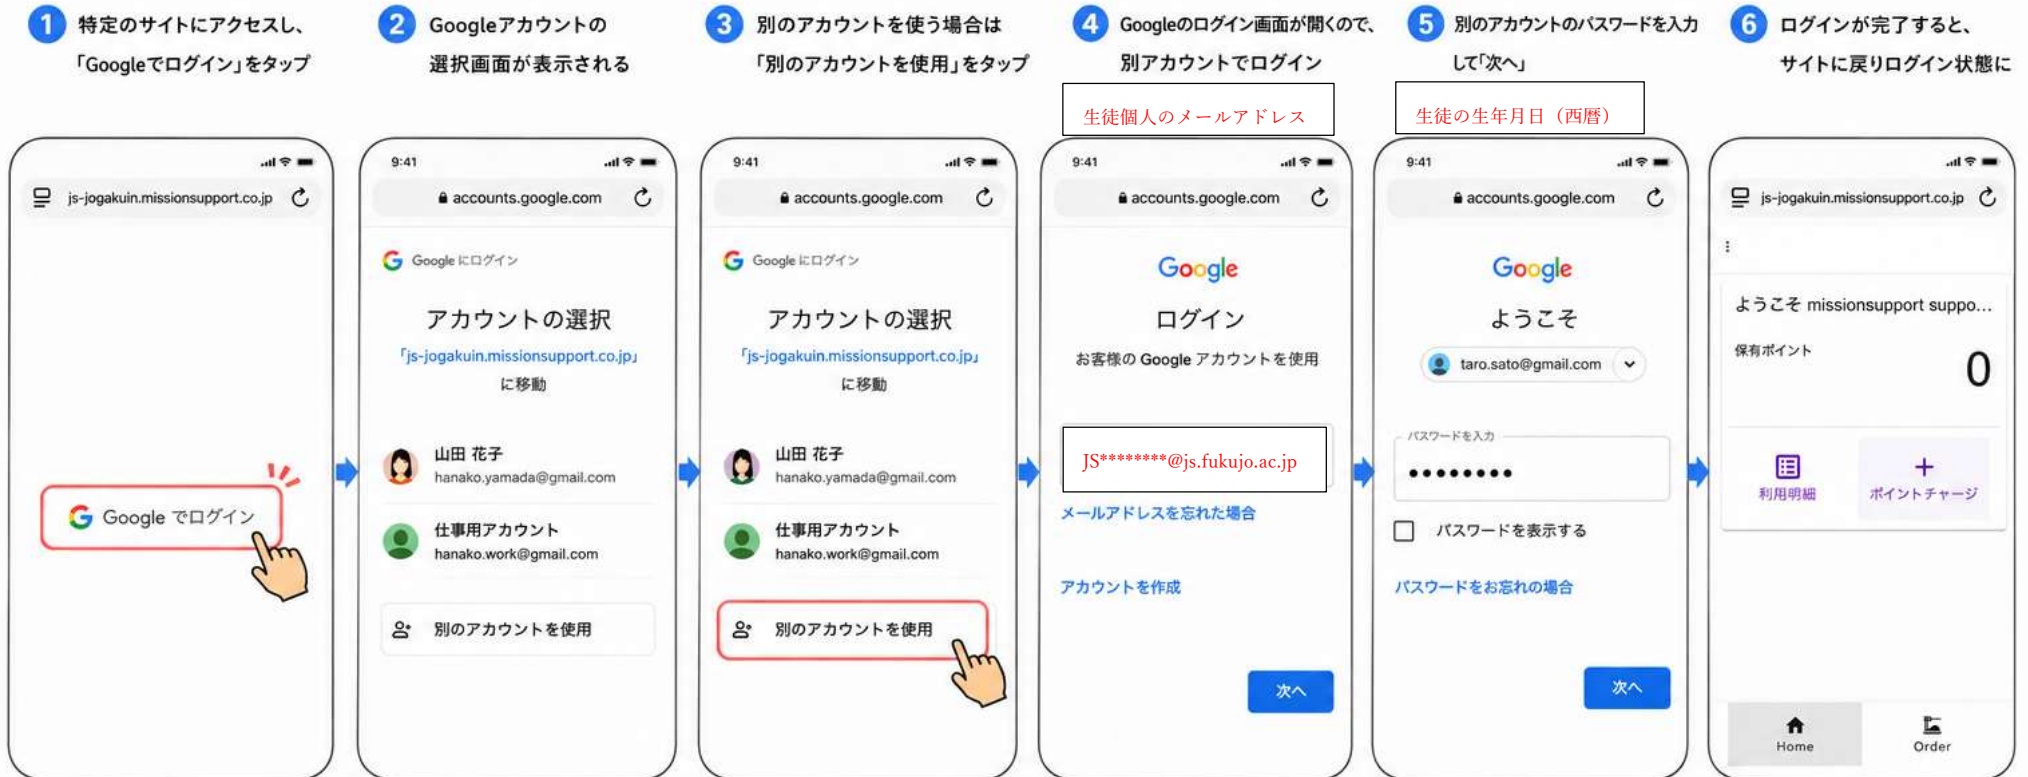 1 特定のサイトにアクセスし、
「Googleでログイン」をタップ
js-jogakuin.missionsupport.co.jp
Google でログイン
2 Googleアカウントの
選択画面が表示される
9:41
accounts.google.com
Google にログイン
アカウントの選択
「js-jogakuin.missionsupport.co.jp」
に移動
山田 花子
hanako.yamada@gmail.com
仕事用アカウント
hanako.work@gmail.com
別のアカウントを使用
3 別のアカウントを使う場合は
「別のアカウントを使用」をタップ
9:41
accounts.google.com
Google にログイン
アカウントの選択
「js-jogakuin.missionsupport.co.jp」
に移動
山田 花子
hanako.yamada@gmail.com
仕事用アカウント
hanako.work@gmail.com
別のアカウントを使用
4 Googleのログイン画面が開くので、
別アカウントでログイン
生徒個人のメールアドレス
9:41
accounts.google.com
Google
ログイン
お客様の Google アカウントを使用
JS********@js.fukujo.ac.jp
メールアドレスを忘れた場合
アカウントを作成
次へ
5 別のアカウントのパスワードを入力
して「次へ」
生徒の生年月日（西暦）
9:41
accounts.google.com
Google
ようこそ
taro.sato@gmail.com
パスワードを入力
••••••••
パスワードを表示する
パスワードをお忘れの場合
次へ
6 ログインが完了すると、
サイトに戻りログイン状態に
js-jogakuin.missionsupport.co.jp
ようこそ missionsupport suppo...
保有ポイント
0
利用明細
ポイントチャージ
Home
Order